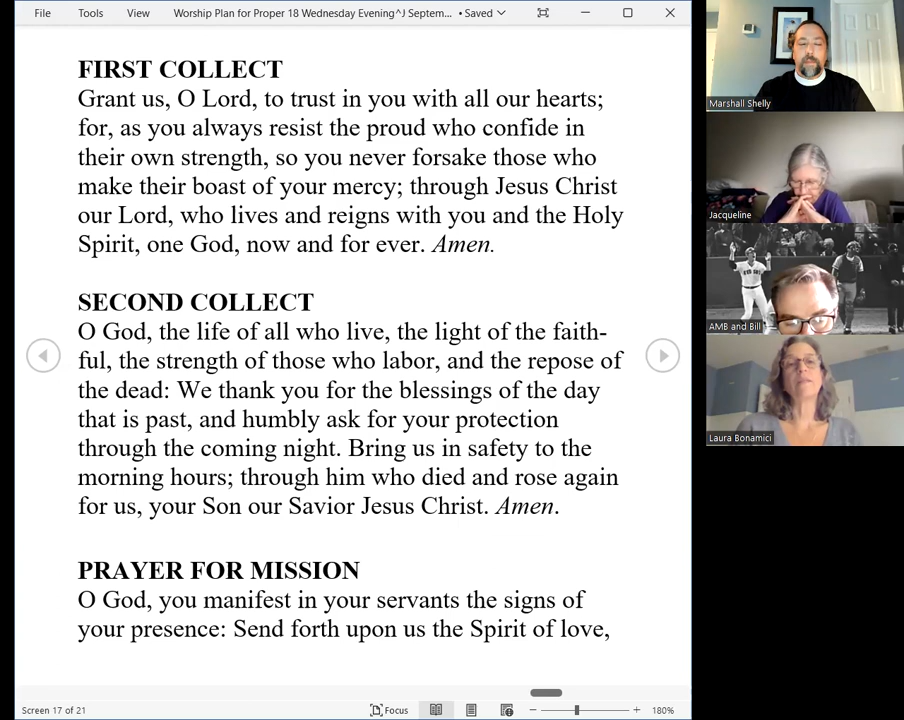 File Tools View Worship Plan for Proper 18 Wednesday Evening^J Septem... • Saved
FIRST COLLECT
Grant us, O Lord, to trust in you with all our hearts;
for, as you always resist the proud who confide in
their own strength, so you never forsake those who
make their boast of your mercy; through Jesus Christ
our Lord, who lives and reigns with you and the Holy
Spirit, one God, now and for ever. Amen.
SECOND COLLECT
O God, the life of all who live, the light of the faith-
ful, the strength of those who labor, and the repose of
the dead: We thank you for the blessings of the day
that is past, and humbly ask for your protection
through the coming night. Bring us in safety to the
morning hours; through him who died and rose again
for us, your Son our Savior Jesus Christ. Amen.
PRAYER FOR MISSION
O God, you manifest in your servants the signs of
your presence: Send forth upon us the Spirit of love,
Screen 17 of 21 Focus 180%
Marshall Shelly
Jacqueline
RED SOX
AMB and Bill
Laura Bonamici